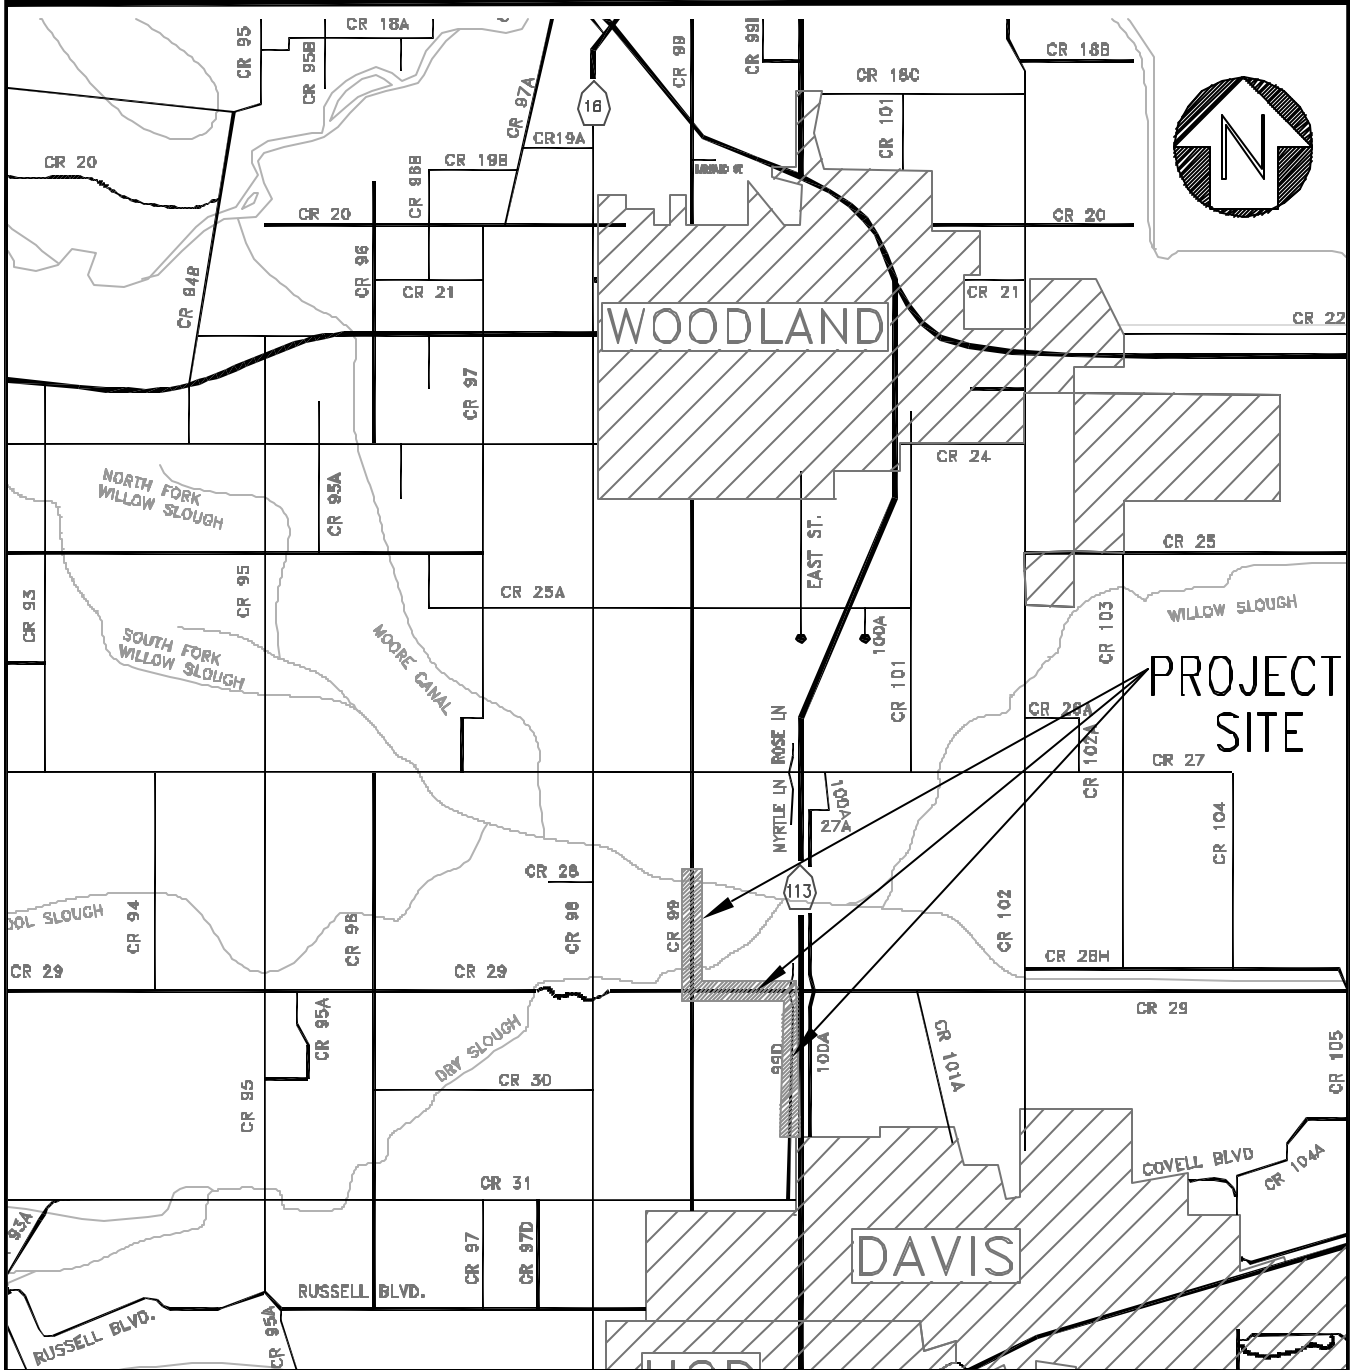 CR 18A
CR 95
CR 95B
CR 97A
16
CR 99
CR 18B
CR 18C
CR 101
N
CR19A
CR 20
CR 19B
CR 96B
CR 20
CR 20
CR 96
CR 94B
CR 21
CR 21
WOODLAND
CR 22
CR 97
CR 24
NORTH FORK
WILLOW SLOUGH
CR 95A
EAST ST.
CR 25
CR 95
CR 25A
CR 93
WILLOW SLOUGH
CR 103
SOUTH FORK
WILLOW SLOUGH
MOORE CANAL
100A
CR 101
PROJECT
SITE
CR 26A
ROSE LN
CR 102A
CR 27
MYRTLE LN
100A
27A
CR 104
CR 28
113
OOL SLOUGH
CR 94
CR 96
CR 98
CR 99
CR 102
CR 28H
CR 29
CR 29
CR 29
CR 95A
DRY SLOUGH
99D
100A
CR 101A
CR 105
CR 30
CR 95
COVELL BLVD
CR 104A
CR 31
93A
CR 97
CR 97D
DAVIS
RUSSELL BLVD.
RUSSELL BLVD.
CR 95A